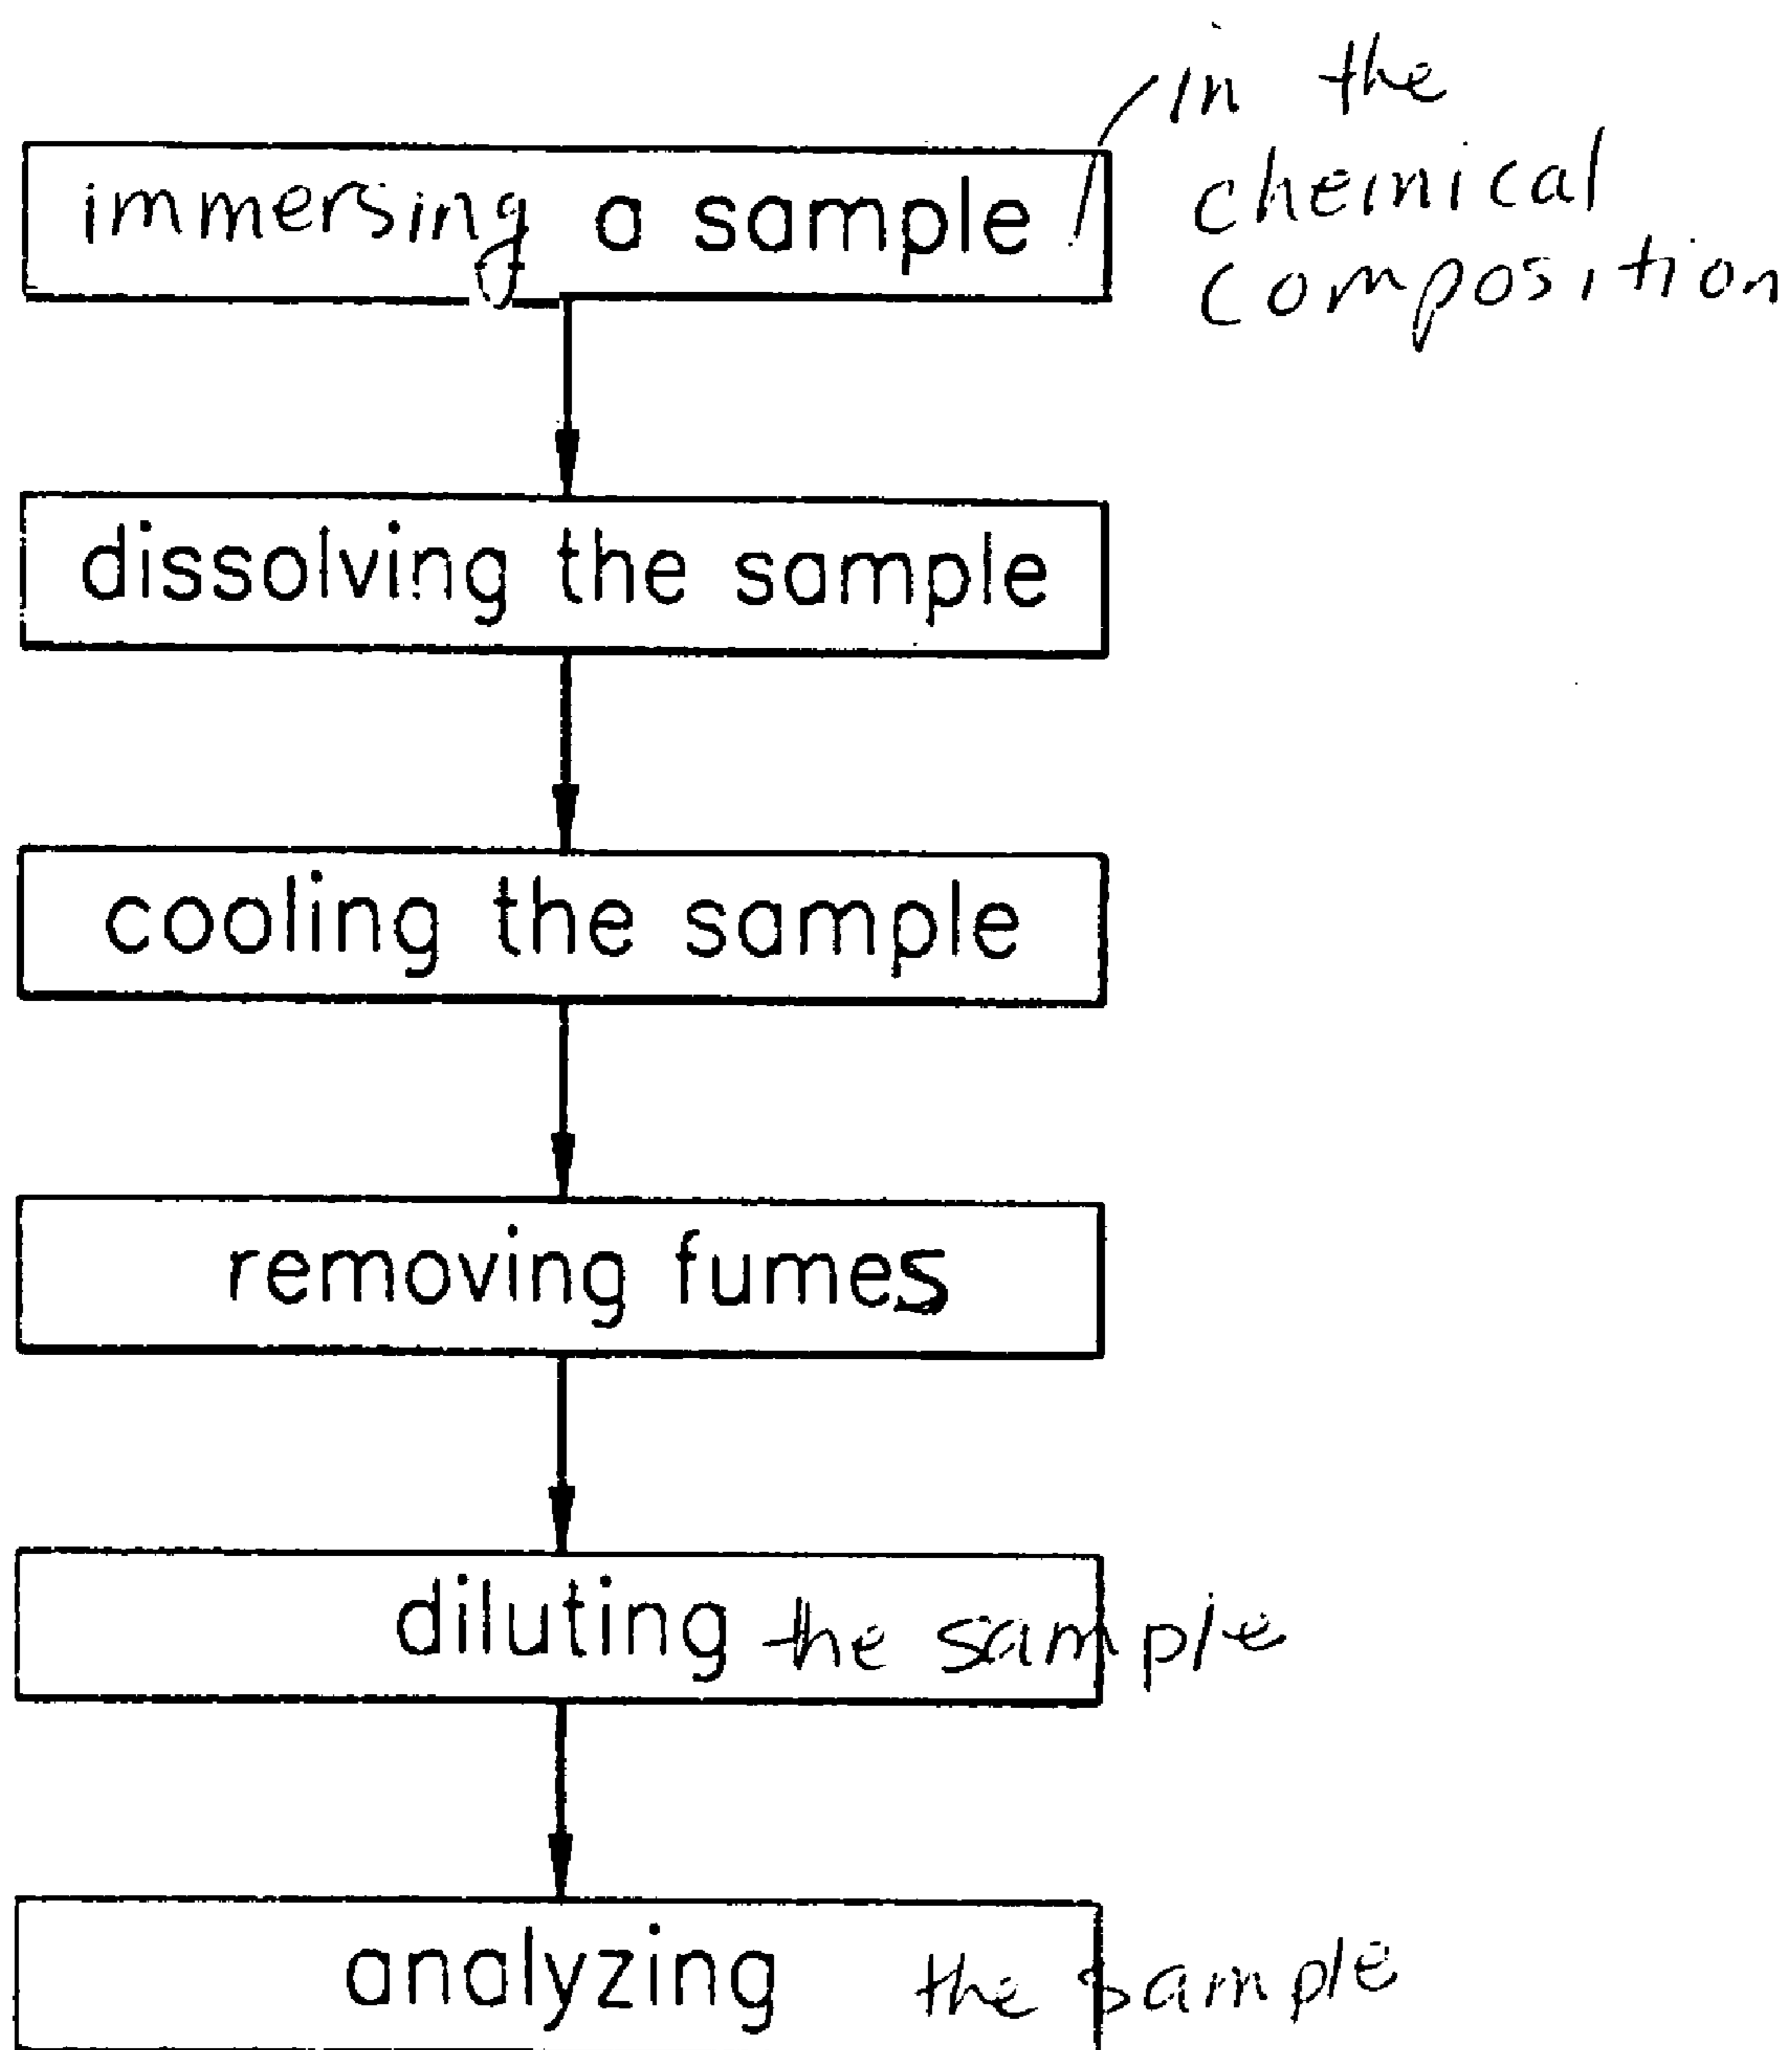 in the
chemical
composition
immersing a sample
dissolving the sample
cooling the sample
removing fumes
diluting the sample
analyzing the sample